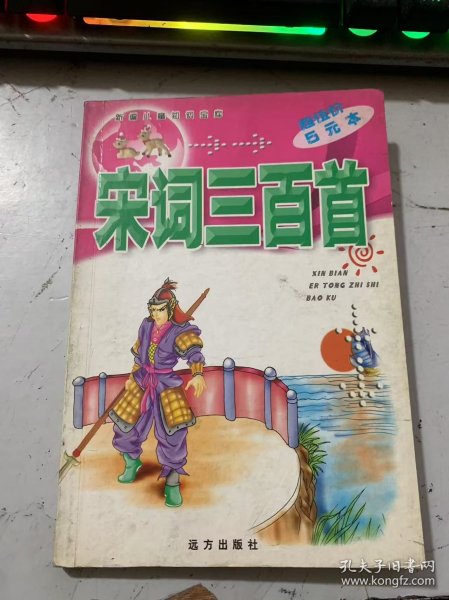 新编儿童知识宝库
超低价
5元本
宋词三百首
XIN BIAN
ER TONG ZHI SHI
BAO KU
远方出版社
孔夫子旧书网
www.kongfz.com